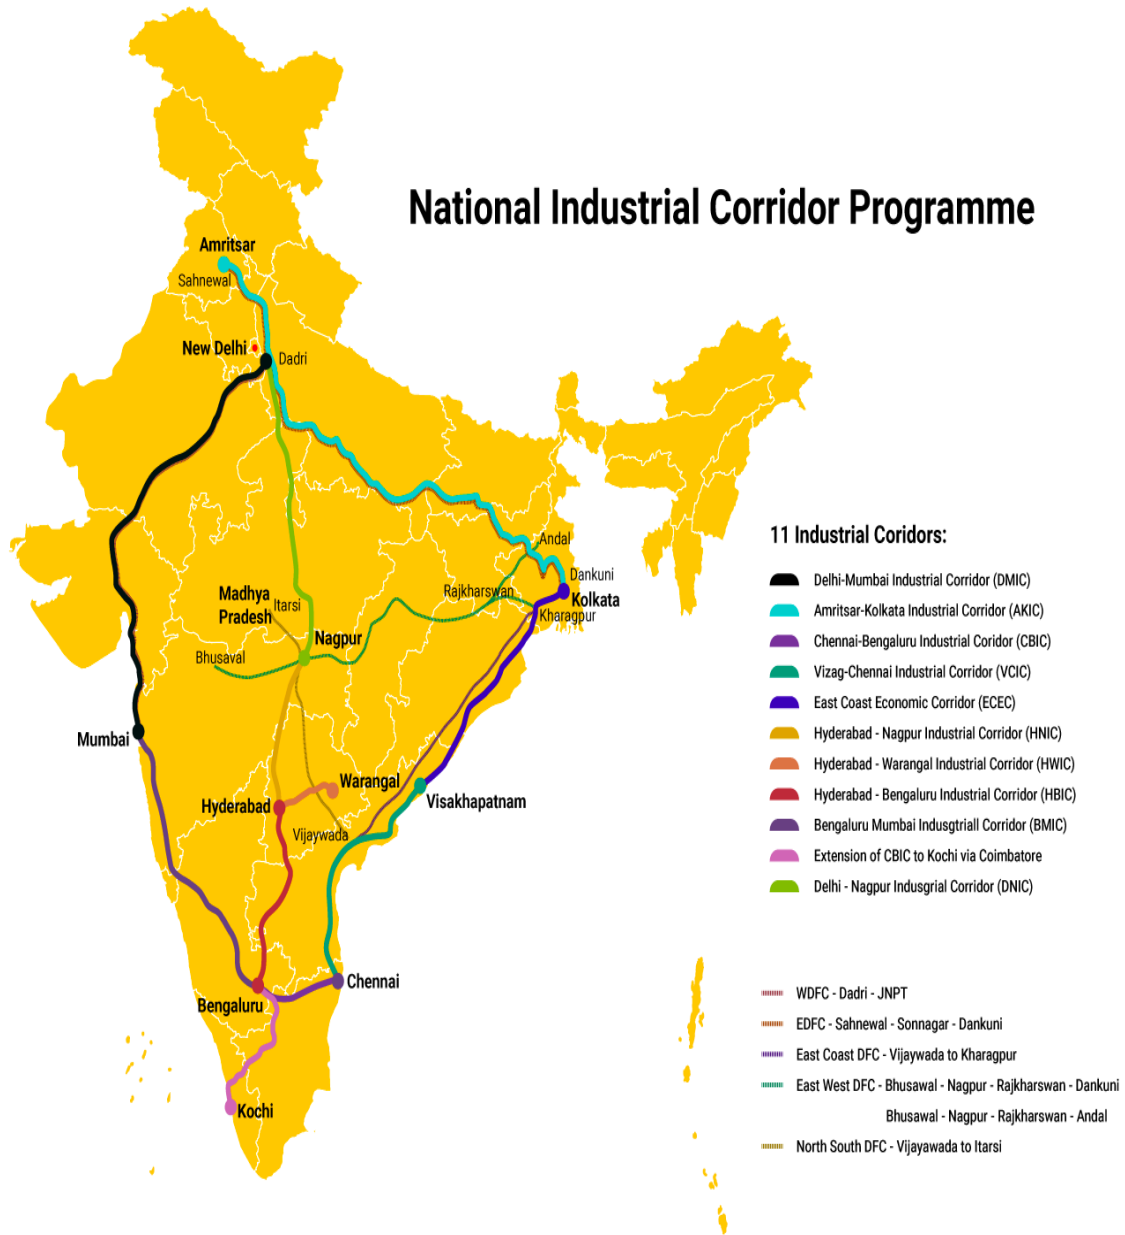 National Industrial Corridor Programme
Amritsar
Sahnewal
New Delhi
Dadri
Andal
Dankuni
Rajkharswan
Kolkata
Kharagpur
Madhya
Pradesh
Itarsi
Nagpur
Bhusaval
Mumbai
Warangal
Hyderabad
Visakhapatnam
Vijaywada
Chennai
Bengaluru
Kochi
11 Industrial Coridors:
Delhi-Mumbai Industrial Corridor (DMIC)
Amritsar-Kolkata Industrial Corridor (AKIC)
Chennai-Bengaluru Industrial Coridor (CBIC)
Vizag-Chennai Industrial Corridor (VCIC)
East Coast Economic Corridor (ECEC)
Hyderabad - Nagpur Industrial Corridor (HNIC)
Hyderabad - Warangal Industrial Corridor (HWIC)
Hyderabad - Bengaluru Industrial Corridor (HBIC)
Bengaluru Mumbai Indusgtriall Corridor (BMIC)
Extension of CBIC to Kochi via Coimbatore
Delhi - Nagpur Indusgrial Corridor (DNIC)
WDFC - Dadri - JNPT
EDFC - Sahnewal - Sonnagar - Dankuni
East Coast DFC - Vijaywada to Kharagpur
East West DFC - Bhusawal - Nagpur - Rajkharswan - Dankuni
Bhusawal - Nagpur - Rajkharswan - Andal
North South DFC - Vijayawada to Itarsi